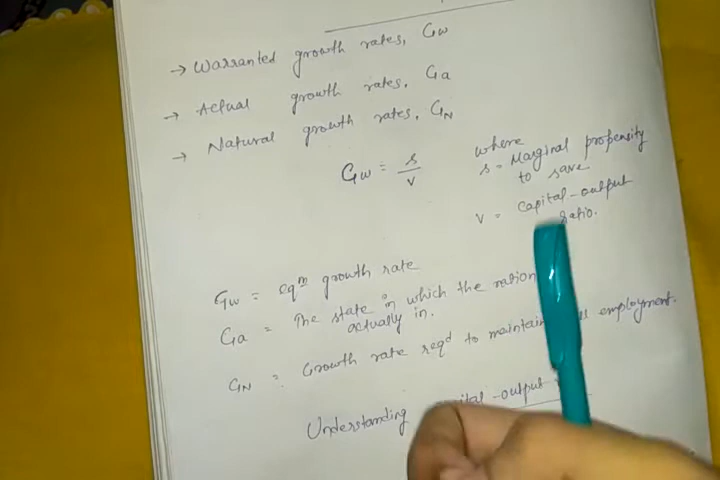 → Warranted growth rates, Gw
→ Actual growth rates, Ga
→ Natural growth rates, GN
Gw = s/v
where
s = Marginal propensity
to save
v = capital-output
ratio.
Gw = eqm growth rate
Ga = The state in which the nation
actually in.
GN = Growth rate reqd to maintain employment.
Understanding -output